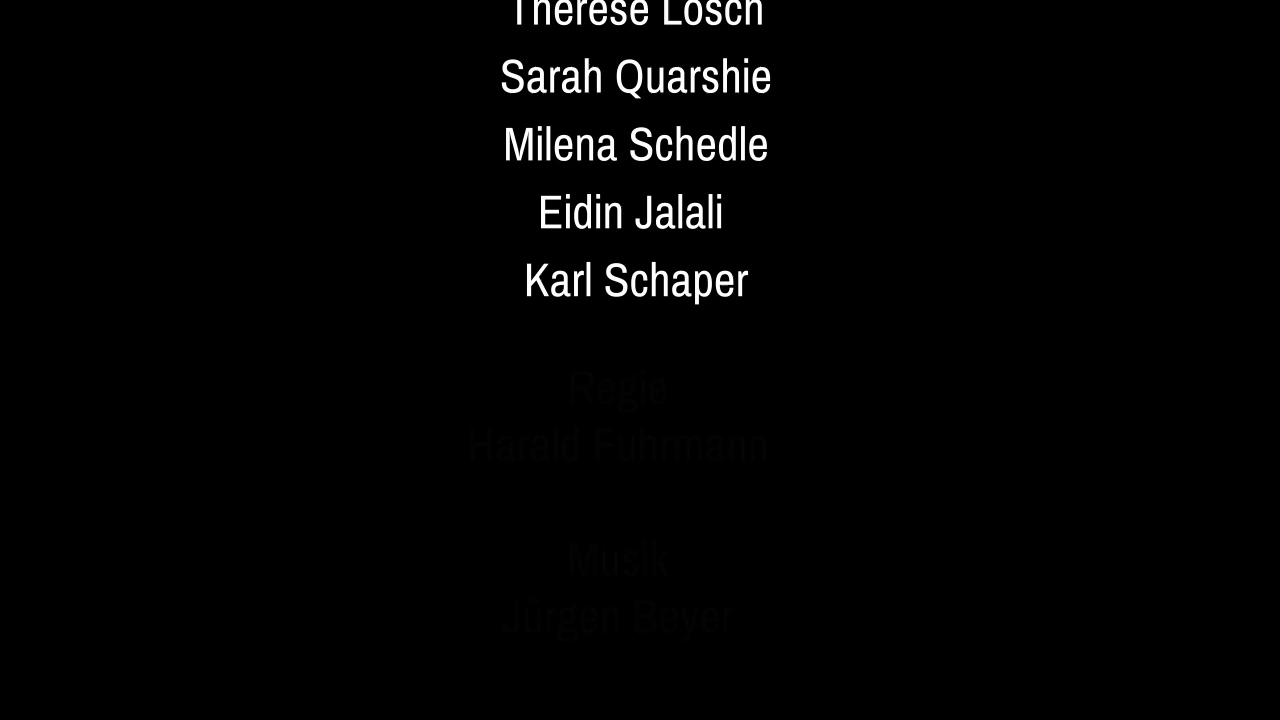 Therese Lösch
Sarah Quarshie
Milena Schedle
Eidin Jalali
Karl Schaper
Regie
Harald Fuhrmann
Musik
Jürgen Beyer